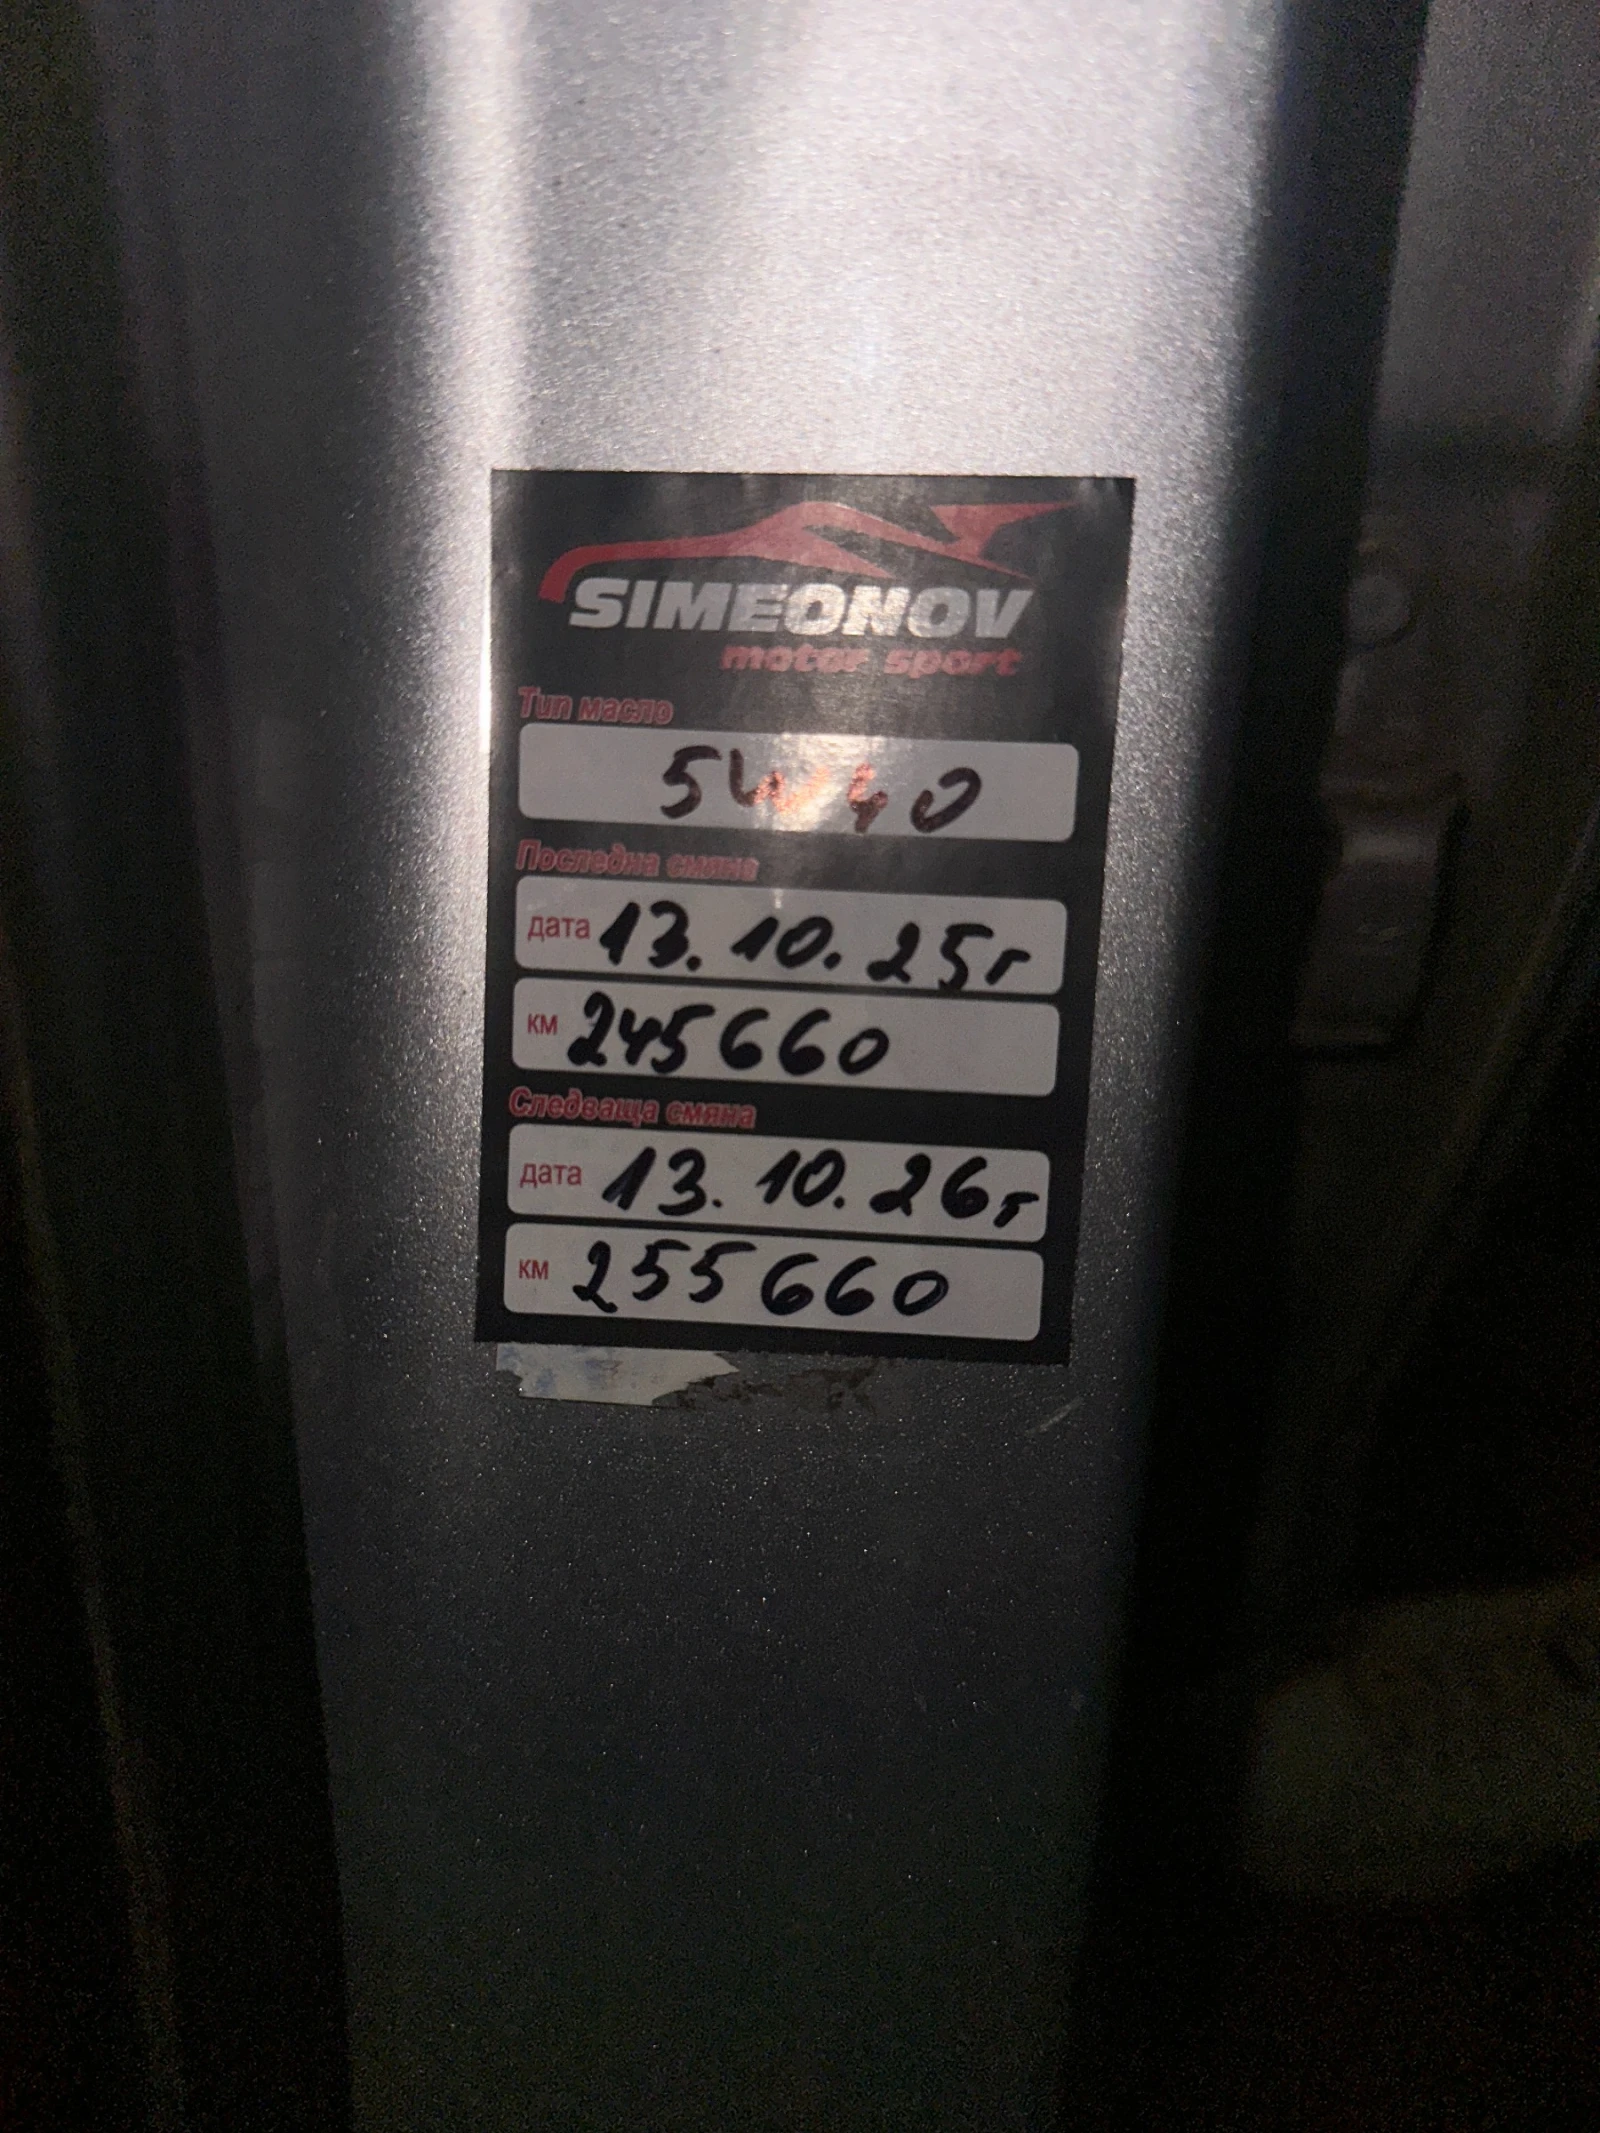 SIMEONOV
motor sport
Тип масло
5W40
Последна смяна
дата 13.10.25г
км 245660
Следваща смяна
дата 13.10.26г
км 255660